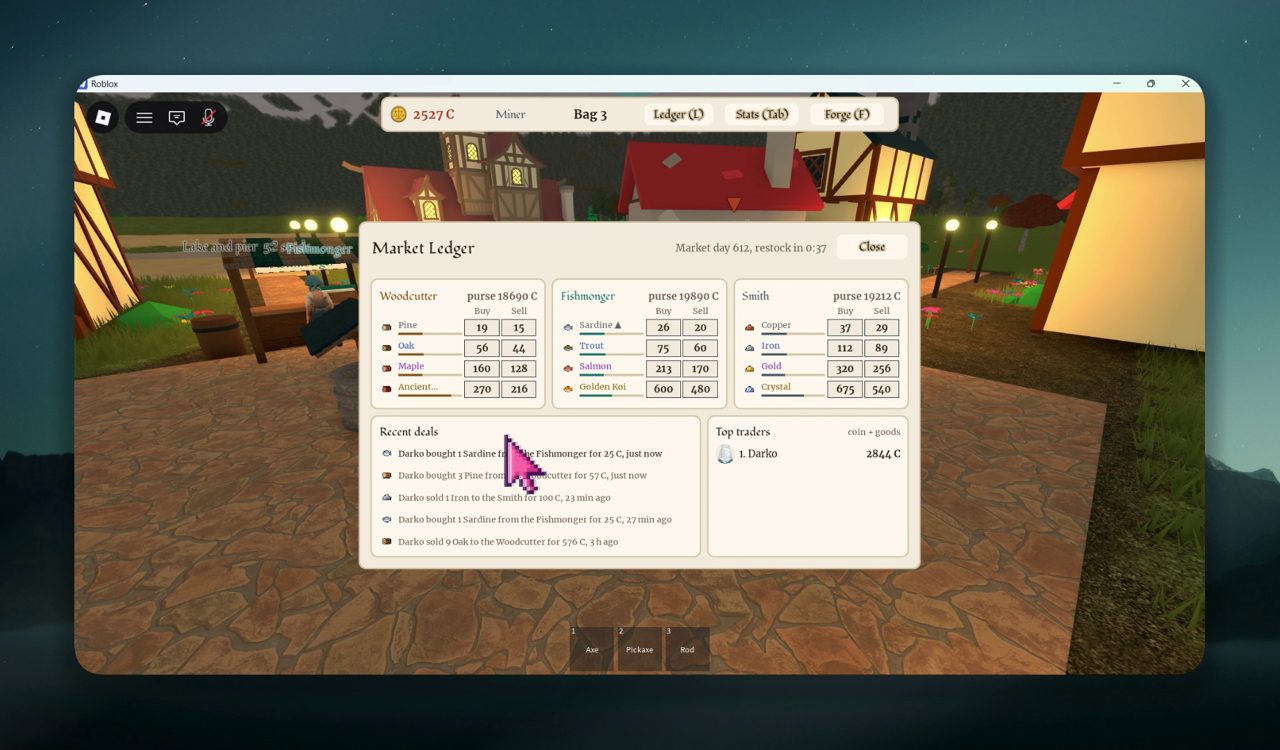 Roblox
2527 C Miner Bag 3 Ledger (L) Stats (Tab) Forge (F)
Lake and pier 52
Fishmonger
Market Ledger Market day 612, restock in 0:37 Close
Woodcutter purse 18690 C
Buy Sell
Pine 19 15
Oak 56 44
Maple 160 128
Ancient... 270 216
Fishmonger purse 19890 C
Buy Sell
Sardine ▲ 26 20
Trout 75 60
Salmon 213 170
Golden Koi 600 480
Smith purse 19212 C
Buy Sell
Copper 37 29
Iron 112 89
Gold 320 256
Crystal 675 540
Recent deals
Darko bought 1 Sardine the Fishmonger for 25 C, just now
Darko bought 3 Pine from for 57 C, just now
Darko sold 1 Iron to the Smith for 100 C, 23 min ago
Darko bought 1 Sardine from the Fishmonger for 25 C, 27 min ago
Darko sold 9 Oak to the Woodcutter for 576 C, 3 h ago
Top traders coin + goods
1. Darko 2844 C
1 2 3
Axe Pickaxe Rod